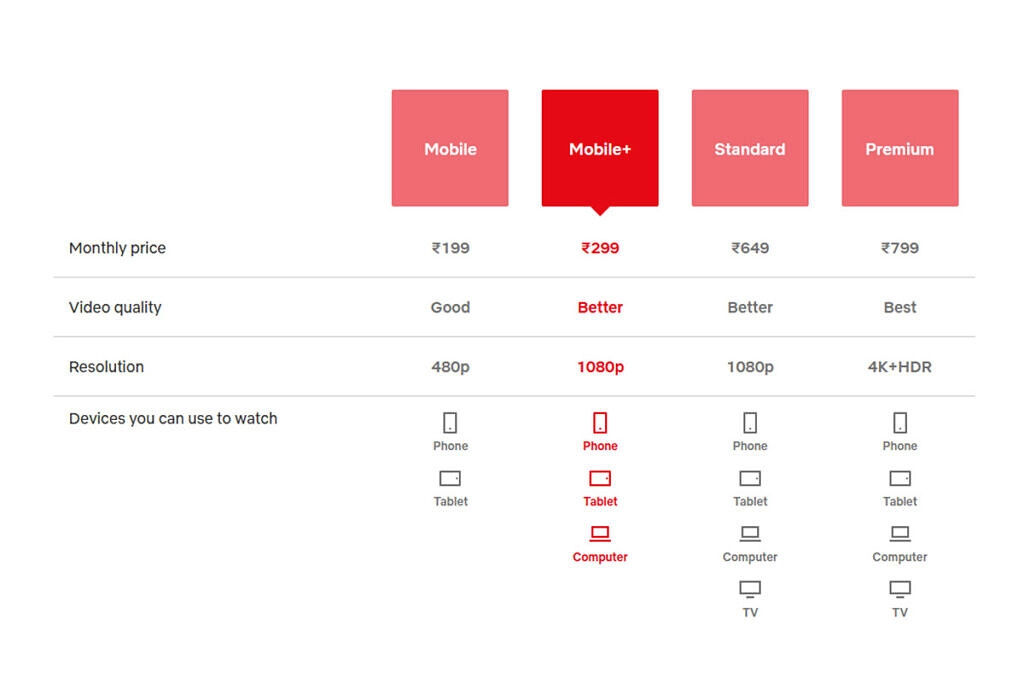 Mobile Mobile+ Standard Premium
Monthly price ₹199 ₹299 ₹649 ₹799
Video quality Good Better Better Best
Resolution 480p 1080p 1080p 4K+HDR
Devices you can use to watch
Phone Phone Phone Phone
Tablet Tablet Tablet Tablet
Computer Computer Computer
TV TV